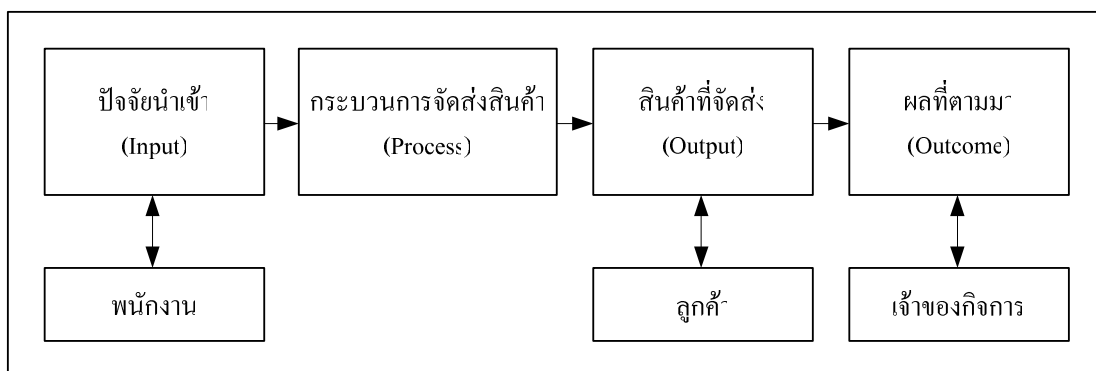 ปัจจัยนำเข้า
(Input)
กระบวนการจัดส่งสินค้า
(Process)
สินค้าที่จัดส่ง
(Output)
ผลที่ตามมา
(Outcome)
พนักงาน
ลูกค้า
เจ้าของกิจการ